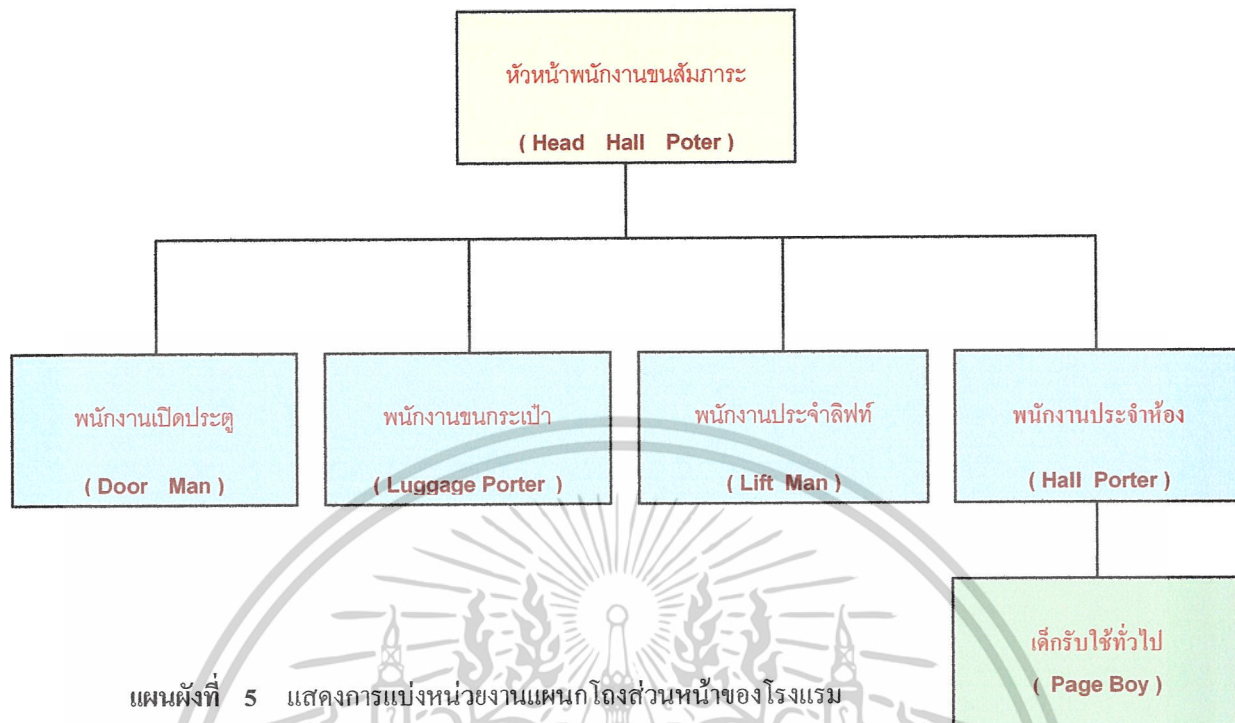 หัวหน้าพนักงานขนสัมภาระ
( Head Hall Poter )
พนักงานเปิดประตู
( Door Man )
พนักงานขนกระเป๋า
( Luggage Porter )
พนักงานประจำลิฟท์
( Lift Man )
พนักงานประจำห้อง
( Hall Porter )
เด็กรับใช้ทั่วไป
( Page Boy )
แผนผังที่ 5 แสดงการแบ่งหน่วยงานแผนกโถงส่วนหน้าของโรงแรม